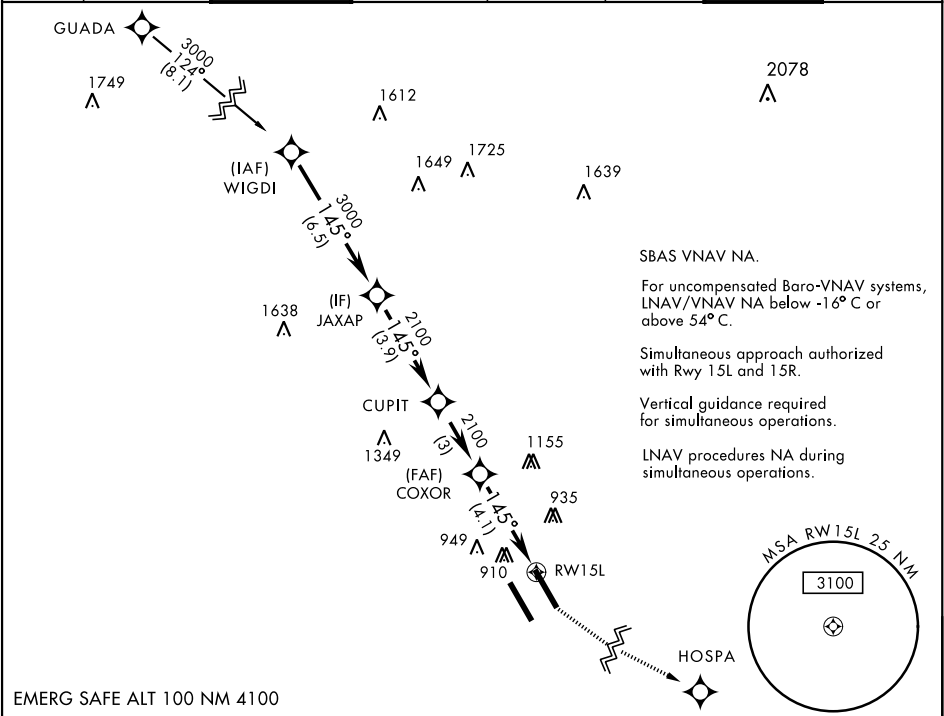 GUADA
3000
124°
(8.1)
1749
1612
2078
(IAF)
WIGDI
1649
1725
1639
3000
145°
(6.5)
SBAS VNAV NA.
For uncompensated Baro-VNAV systems,
LNAV/VNAV NA below -16° C or
above 54° C.
(IF)
JAXAP
1638
2100
145°
(3.9)
Simultaneous approach authorized
with Rwy 15L and 15R.
CUPIT
Vertical guidance required
for simultaneous operations.
2100
(3)
1349
1155
LNAV procedures NA during
simultaneous operations.
(FAF)
COXOR
935
145°
(4.1)
949
910
RW15L
MSA RW15L 25 NM
3100
HOSPA
EMERG SAFE ALT 100 NM 4100